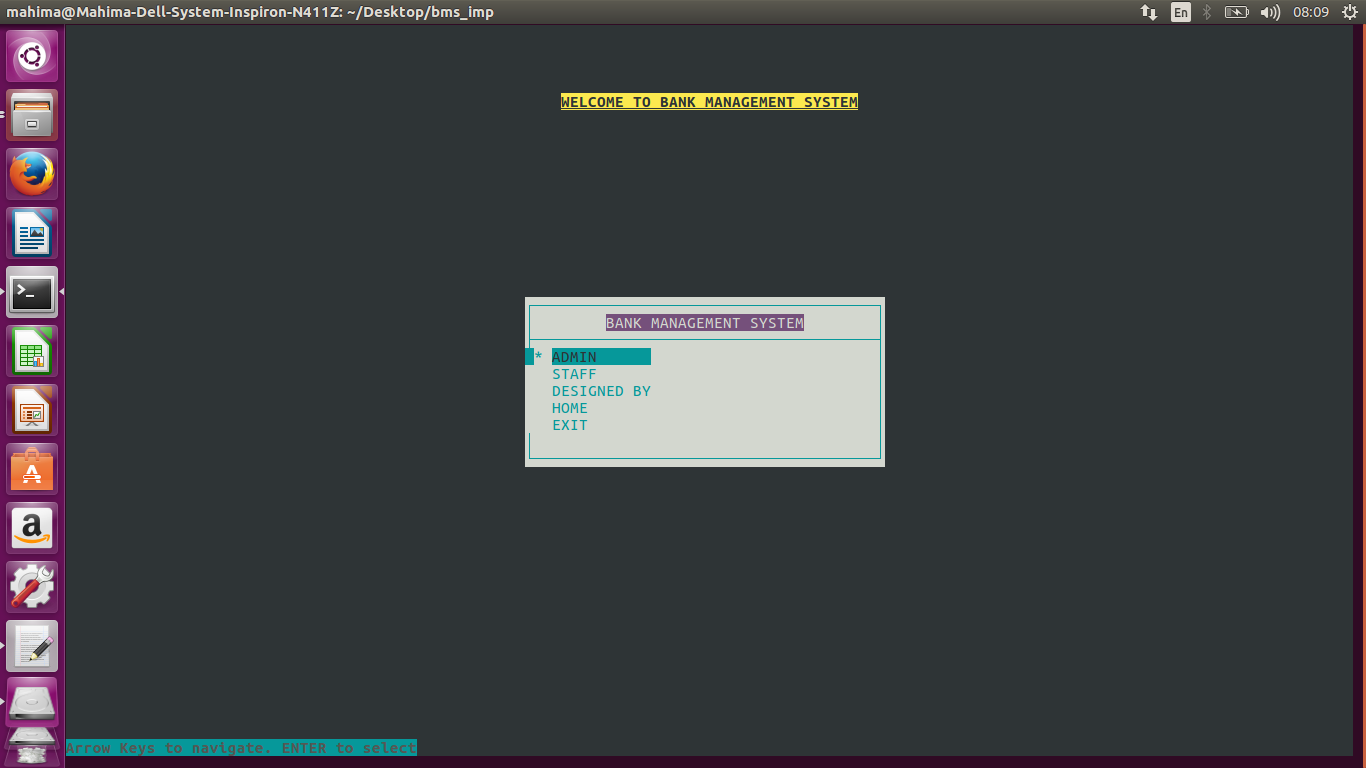 mahima@Mahima-Dell-System-Inspiron-N411Z: ~/Desktop/bms_imp
En
08:09
WELCOME TO BANK MANAGEMENT SYSTEM
BANK MANAGEMENT SYSTEM
* ADMIN
STAFF
DESIGNED BY
HOME
EXIT
Arrow Keys to navigate. ENTER to select